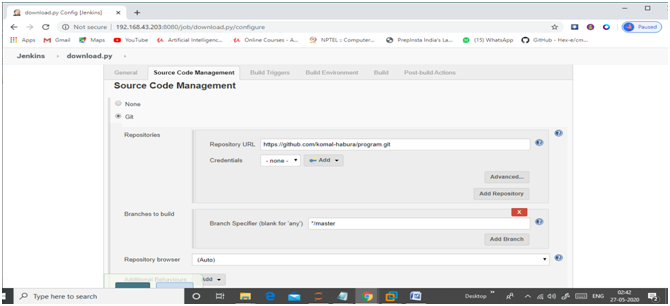 download.py Config [Jenkins]
Not secure | 192.168.43.203:8080/job/download.py/configure
Paused
Apps Gmail Maps YouTube Artificial Intelligenc... Online Courses - A... NPTEL :: Computer... PrepInsta India's La... (15) WhatsApp GitHub - Hev-e/cm...
Jenkins download.py
General Source Code Management Build Triggers Build Environment Build Post-build Actions
Source Code Management
None
Git
Repositories
Repository URL https://github.com/komal-habura/program.git
Credentials - none - Add
Advanced...
Add Repository
Branches to build
X
Branch Specifier (blank for 'any') */master
Add Branch
Repository browser (Auto)
Additional Behaviours Add
Type here to search
Desktop
ENG
02:42
27-05-2020